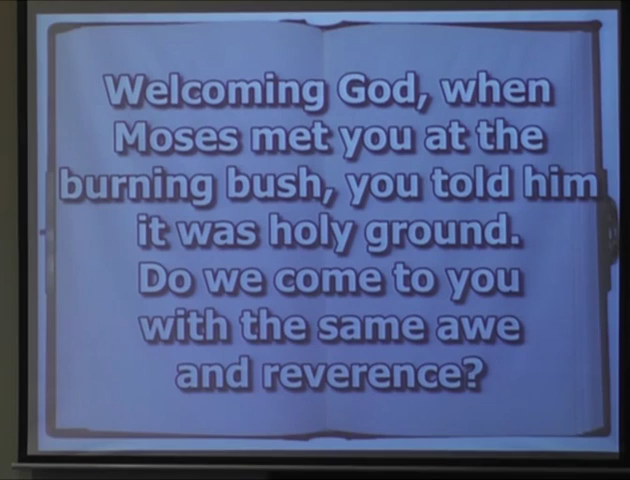 Welcoming God, when
Moses met you at the
burning bush, you told him
it was holy ground.
Do we come to you
with the same awe
and reverence?